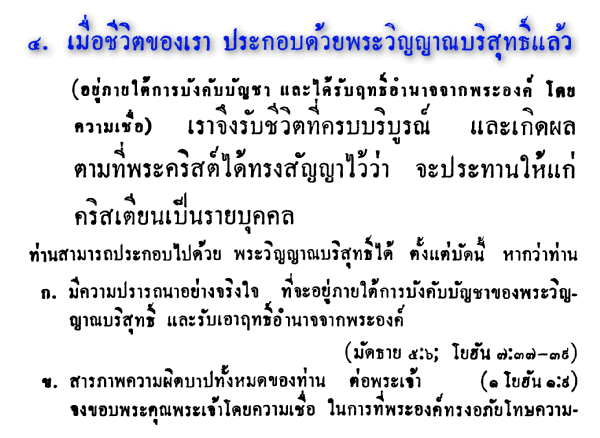 ๔. เมื่อชีวิตของเรา ประกอบด้วยพระวิญญาณบริสุทธิ์แล้ว
(อยู่ภายใต้การบังคับบัญชา และได้รับฤทธิ์อำนาจจากพระองค์ โดย
ความเชื่อ) เราจึงรับชีวิตที่ครบบริบูรณ์ และเกิดผล
ตามที่พระคริสต์ได้ทรงสัญญาไว้ว่า จะประทานให้แก่
คริสเตียนเป็นรายบุคคล
ท่านสามารถประกอบไปด้วย พระวิญญาณบริสุทธิ์ได้ ตั้งแต่บัดนี้ หากว่าท่าน
ก. มีความปรารถนาอย่างจริงใจ ที่จะอยู่ภายใต้การบังคับบัญชาของพระวิญ-
ญาณบริสุทธิ์ และรับเอาฤทธิ์อำนาจจากพระองค์
(มัดธาย ๕:๖; โยฮัน ๗:๓๗-๓๙)
ข. สารภาพความผิดบาปทั้งหมดของท่าน ต่อพระเจ้า (๑ โยฮัน ๑:๙)
จงขอบพระคุณพระเจ้าโดยความเชื่อ ในการที่พระองค์ทรงอภัยโทษความ-